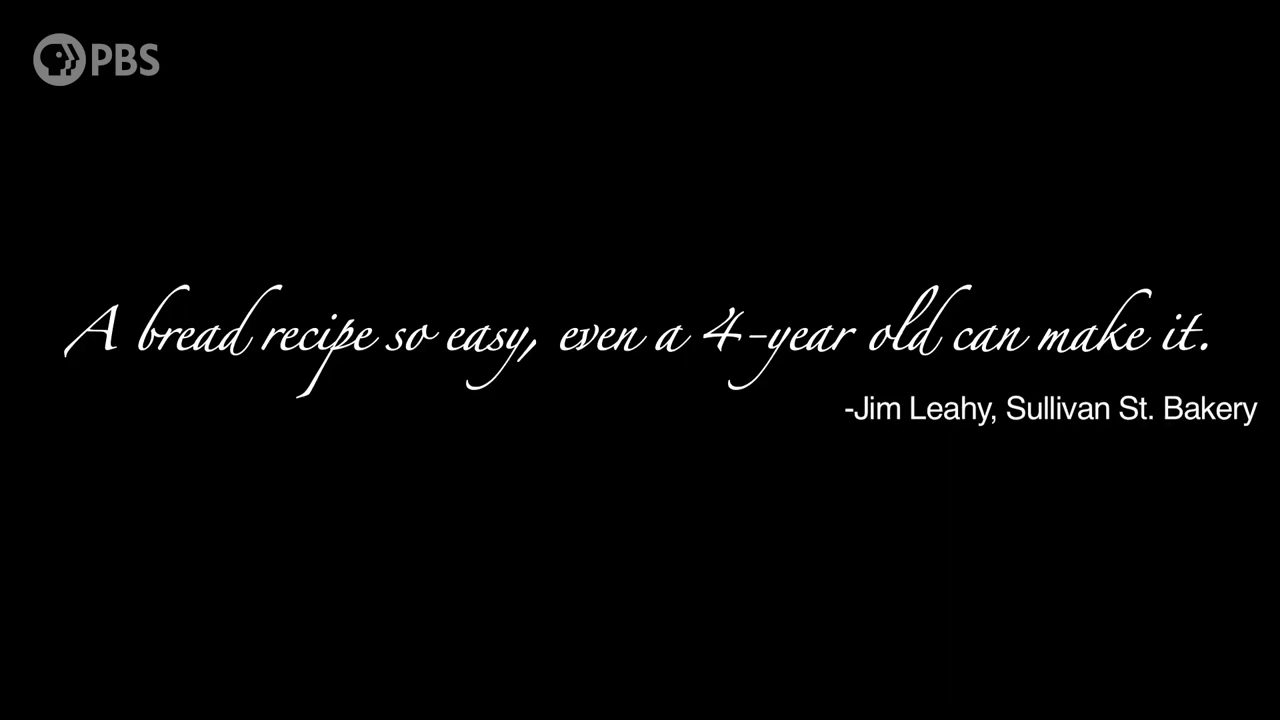 PBS
A bread recipe so easy, even a 4-year old can make it.
-Jim Leahy, Sullivan St. Bakery